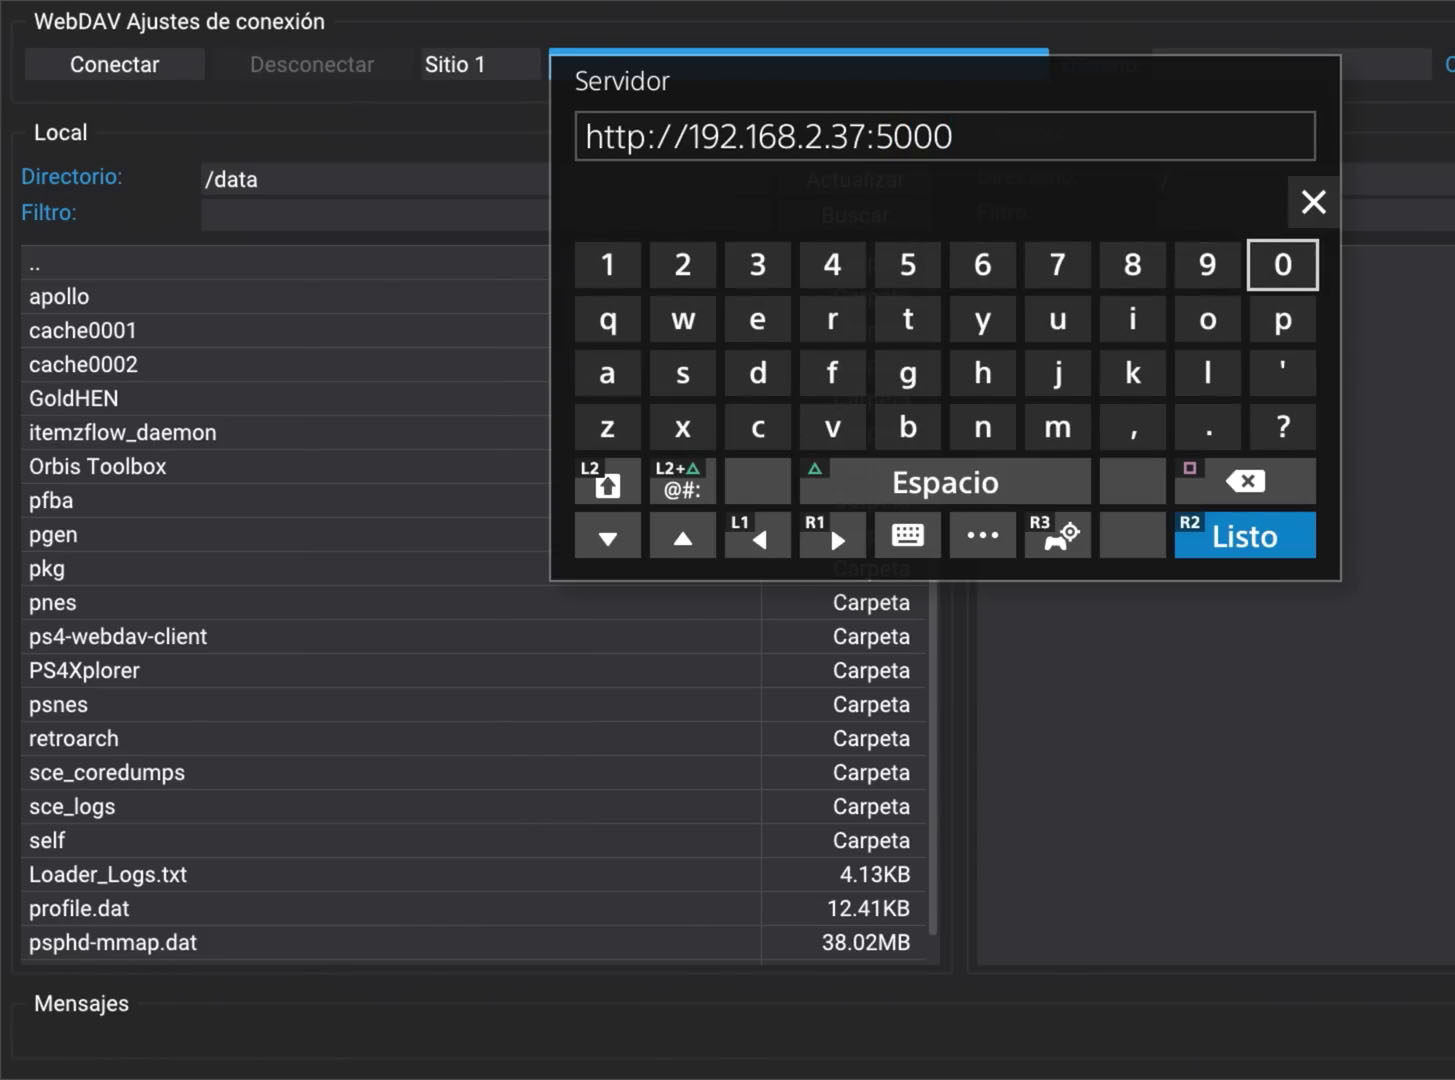 WebDAV Ajustes de conexión
Conectar Desconectar Sitio 1
Servidor
http://192.168.2.37:5000
Local
Directorio: /data Actualizar
Filtro: Buscar
1 2 3 4 5 6 7 8 9 0
q w e r t y u i o p
a s d f g h j k l '
z x c v b n m , . ?
L2 L2+△ @#: △ Espacio □
L1 R1 ... R3 R2 Listo
..
apollo
cache0001
cache0002
GoldHEN
itemzflow_daemon
Orbis Toolbox
pfba
pgen
pkg Carpeta
pnes Carpeta
ps4-webdav-client Carpeta
PS4Xplorer Carpeta
psnes Carpeta
retroarch Carpeta
sce_coredumps Carpeta
sce_logs Carpeta
self Carpeta
Loader_Logs.txt 4.13KB
profile.dat 12.41KB
psphd-mmap.dat 38.02MB
Mensajes